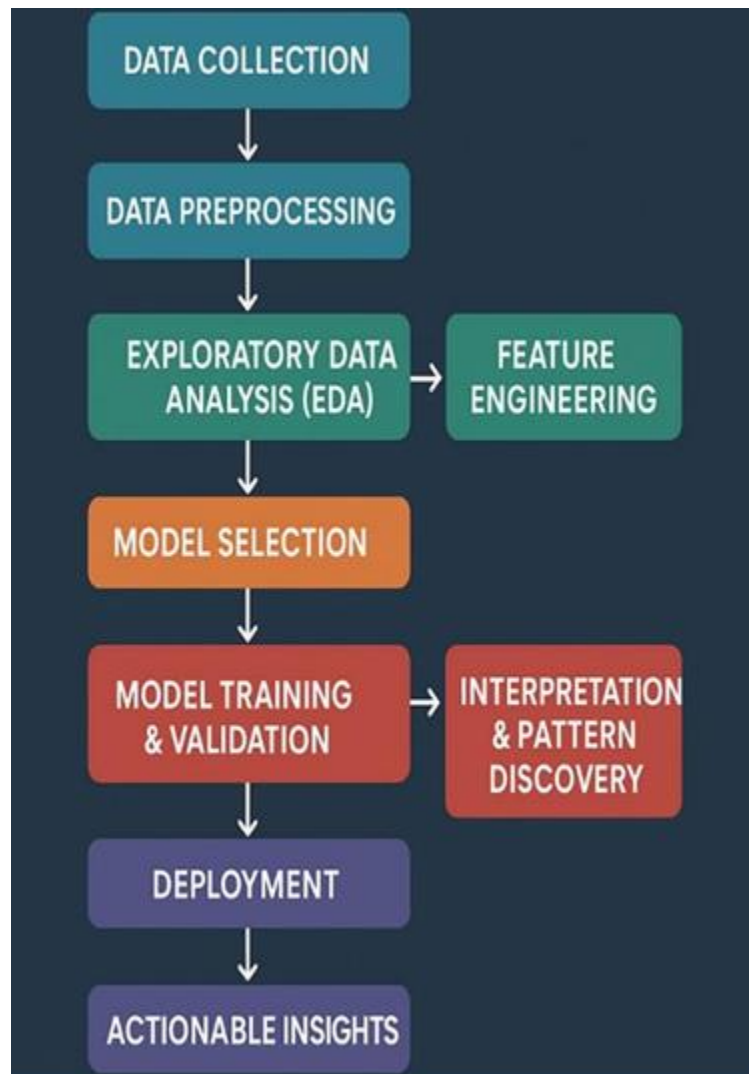 DATA COLLECTION
DATA PREPROCESSING
EXPLORATORY DATA
ANALYSIS (EDA)
FEATURE
ENGINEERING
MODEL SELECTION
MODEL TRAINING
& VALIDATION
INTERPRETATION
& PATTERN
DISCOVERY
DEPLOYMENT
ACTIONABLE INSIGHTS